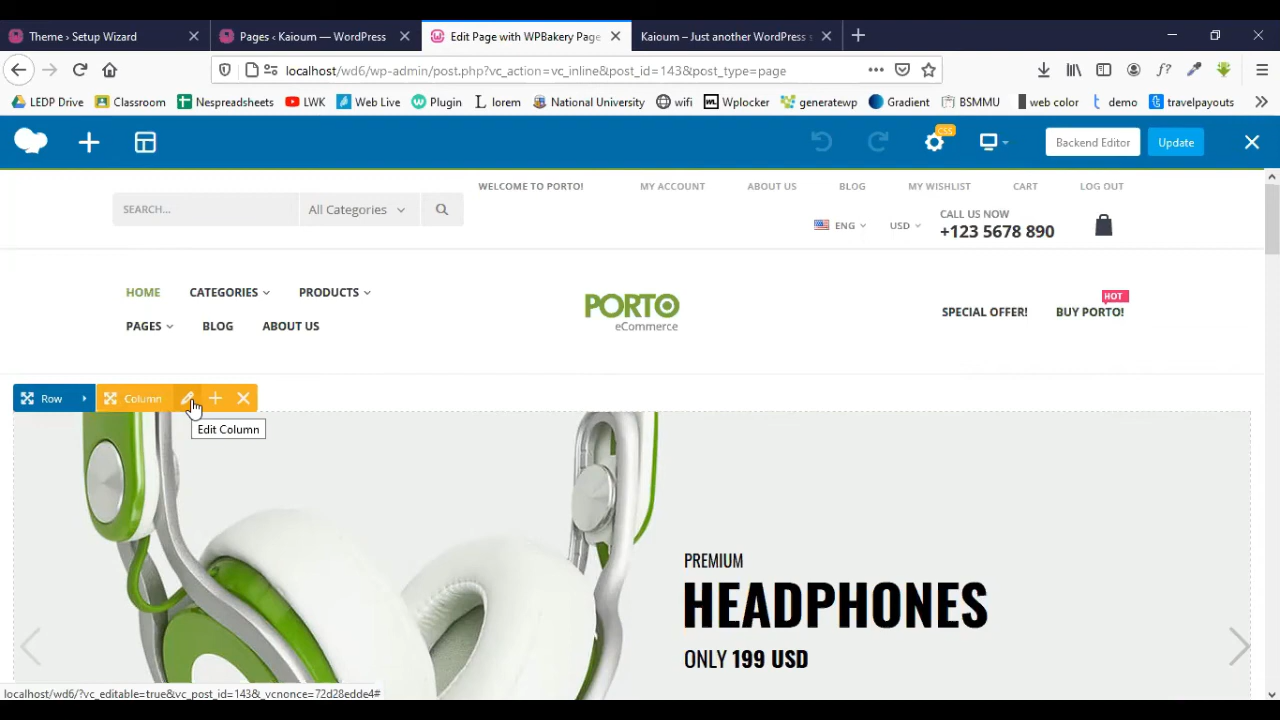 Theme › Setup Wizard
Pages ‹ Kaioum — WordPress
Edit Page with WPBakery Page
Kaioum – Just another WordPress s
localhost/wd6/wp-admin/post.php?vc_action=vc_inline&post_id=143&post_type=page
f?
LEDP Drive
Classroom
Nespreadsheets
LWK
Web Live
Plugin
lorem
National University
wifi
Wplocker
generatewp
Gradient
BSMMU
web color
demo
travelpayouts
CSS
Backend Editor
Update
WELCOME TO PORTO!
MY ACCOUNT
ABOUT US
BLOG
MY WISHLIST
CART
LOG OUT
SEARCH...
All Categories
ENG
USD
CALL US NOW
+123 5678 890
HOME
CATEGORIES
PRODUCTS
PAGES
BLOG
ABOUT US
PORTO
eCommerce
SPECIAL OFFER!
HOT
BUY PORTO!
Row
Column
Edit Column
PREMIUM
HEADPHONES
ONLY 199 USD
localhost/wd6/?vc_editable=true&vc_post_id=143&_vcnonce=72d28edde4#